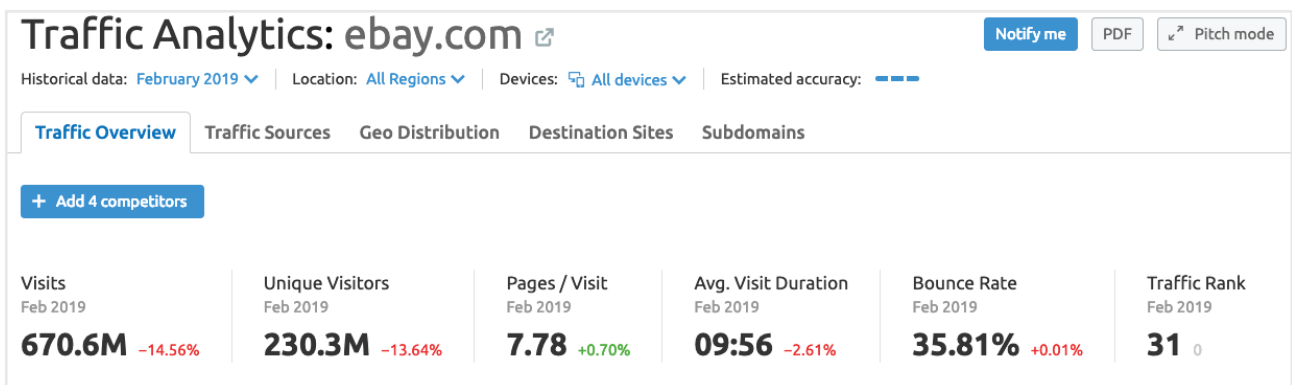 Traffic Analytics: ebay.com
Notify me PDF Pitch mode
Historical data: February 2019 Location: All Regions Devices: All devices Estimated accuracy:
Traffic Overview Traffic Sources Geo Distribution Destination Sites Subdomains
+ Add 4 competitors
Visits Unique Visitors Pages / Visit Avg. Visit Duration Bounce Rate Traffic Rank
Feb 2019 Feb 2019 Feb 2019 Feb 2019 Feb 2019 Feb 2019
670.6M −14.56% 230.3M −13.64% 7.78 +0.70% 09:56 −2.61% 35.81% +0.01% 31 0